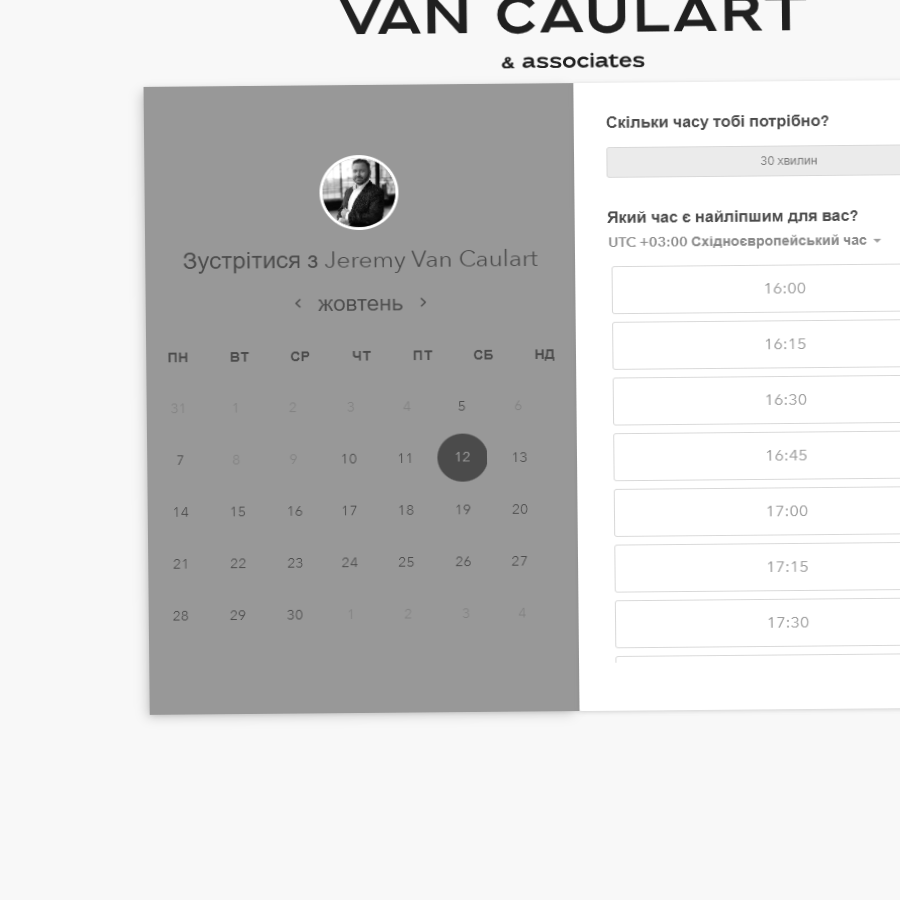 VAN CAULART
& associates
Зустрітися з Jeremy Van Caulart
жовтень
ПН ВТ СР ЧТ ПТ СБ НД
31 1 2 3 4 5 6
7 8 9 10 11 12 13
14 15 16 17 18 19 20
21 22 23 24 25 26 27
28 29 30 1 2 3 4
Скільки часу тобі потрібно?
30 хвилин
Який час є найліпшим для вас?
UTC +03:00 Східноєвропейський час
16:00
16:15
16:30
16:45
17:00
17:15
17:30